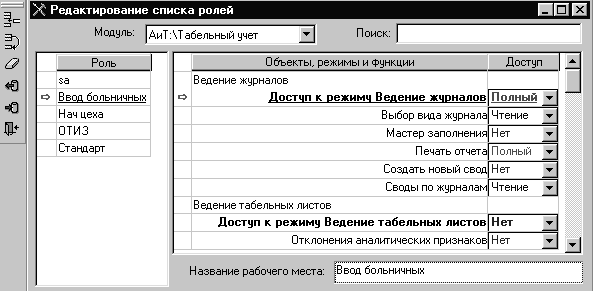 Редактирование списка ролей
Модуль: АиТ:\Табельный учет Поиск:
Роль
sa
Ввод больничных
Нач цеха
ОТИЗ
Стандарт
Объекты, режимы и функции Доступ
Ведение журналов
Доступ к режиму Ведение журналов Полный
Выбор вида журнала Чтение
Мастер заполнения Нет
Печать отчета Полный
Создать новый свод Нет
Своды по журналам Чтение
Ведение табельных листов
Доступ к режиму Ведение табельных листов Нет
Отклонения аналитических признаков Нет
Название рабочего места: Ввод больничных